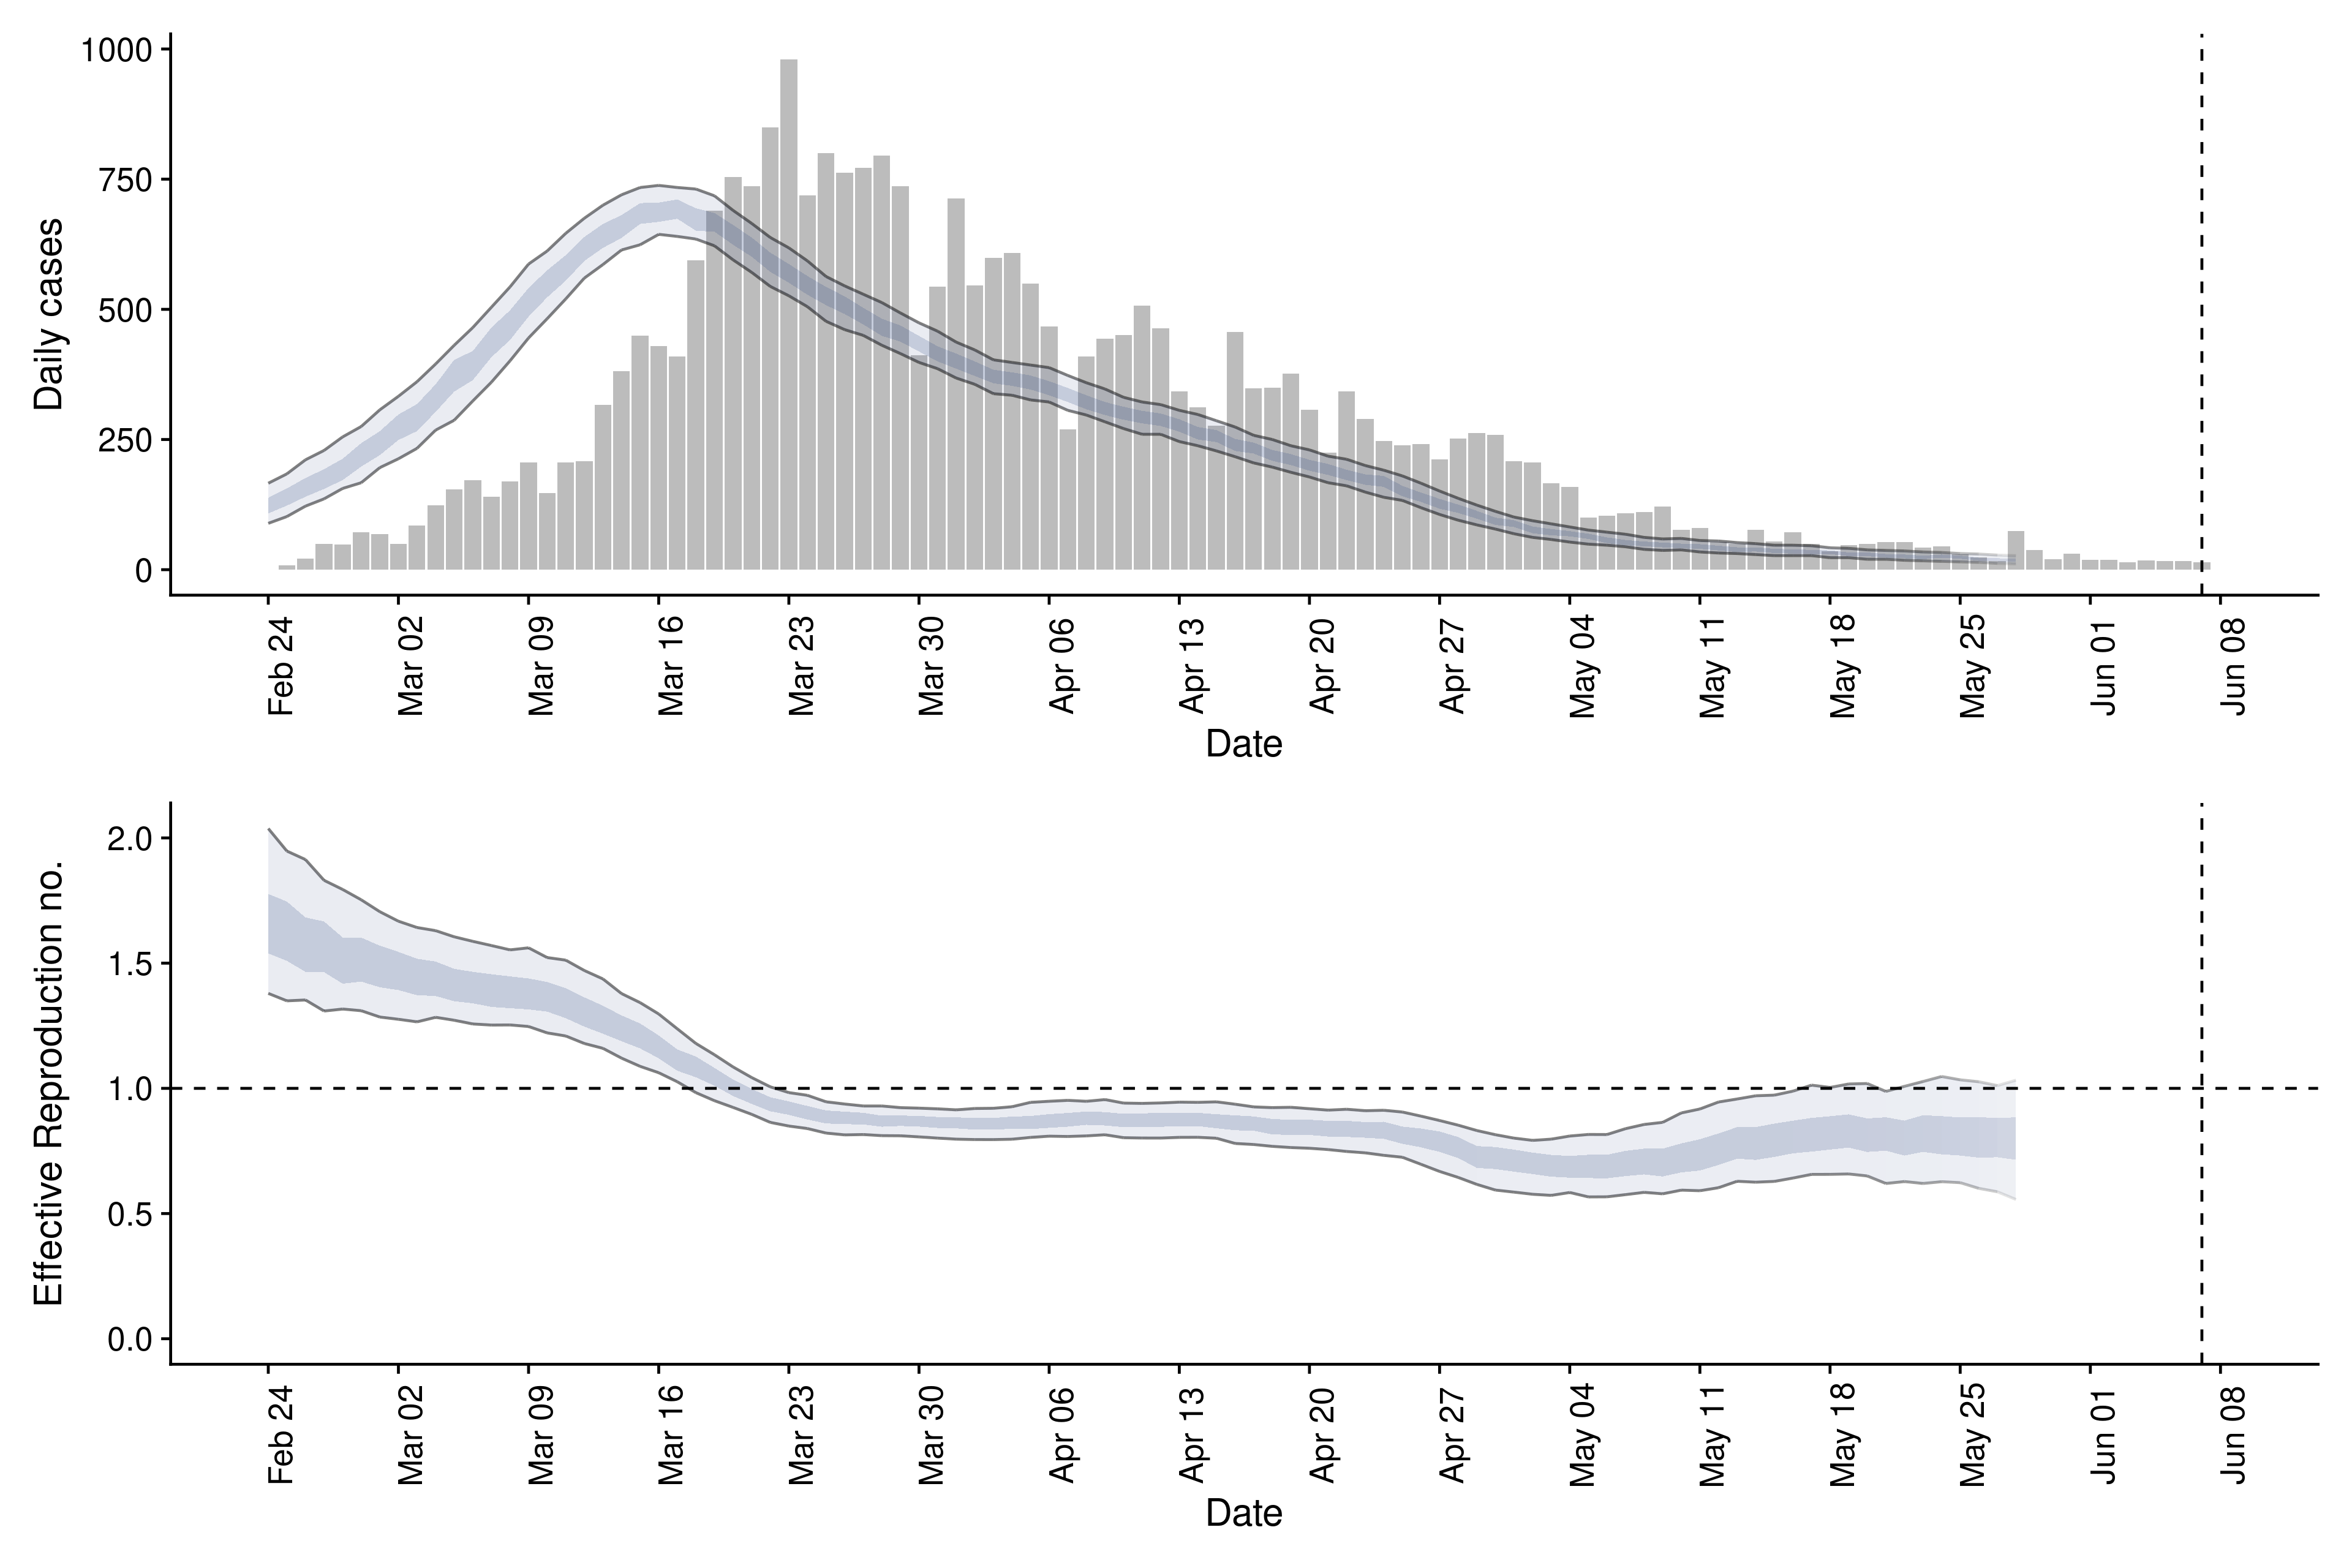 Daily cases
1000
750
500
250
0
Feb 24
Mar 02
Mar 09
Mar 16
Mar 23
Mar 30
Apr 06
Apr 13
Apr 20
Apr 27
May 04
May 11
May 18
May 25
Jun 01
Jun 08
Date
Effective Reproduction no.
2.0
1.5
1.0
0.5
0.0
Feb 24
Mar 02
Mar 09
Mar 16
Mar 23
Mar 30
Apr 06
Apr 13
Apr 20
Apr 27
May 04
May 11
May 18
May 25
Jun 01
Jun 08
Date